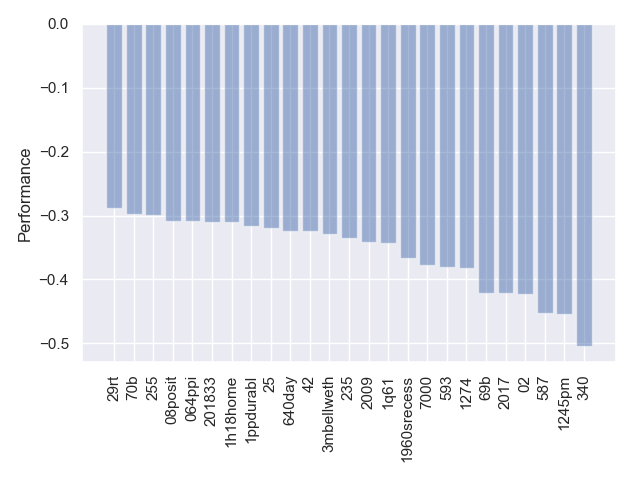 0.0
−0.1
−0.2
−0.3
−0.4
−0.5
Performance
29rt
70b
255
08posit
064ppi
201833
1h18home
1ppdurabl
25
640day
42
3mbellweth
235
2009
1q61
1960srecess
7000
593
1274
69b
2017
02
587
1245pm
340